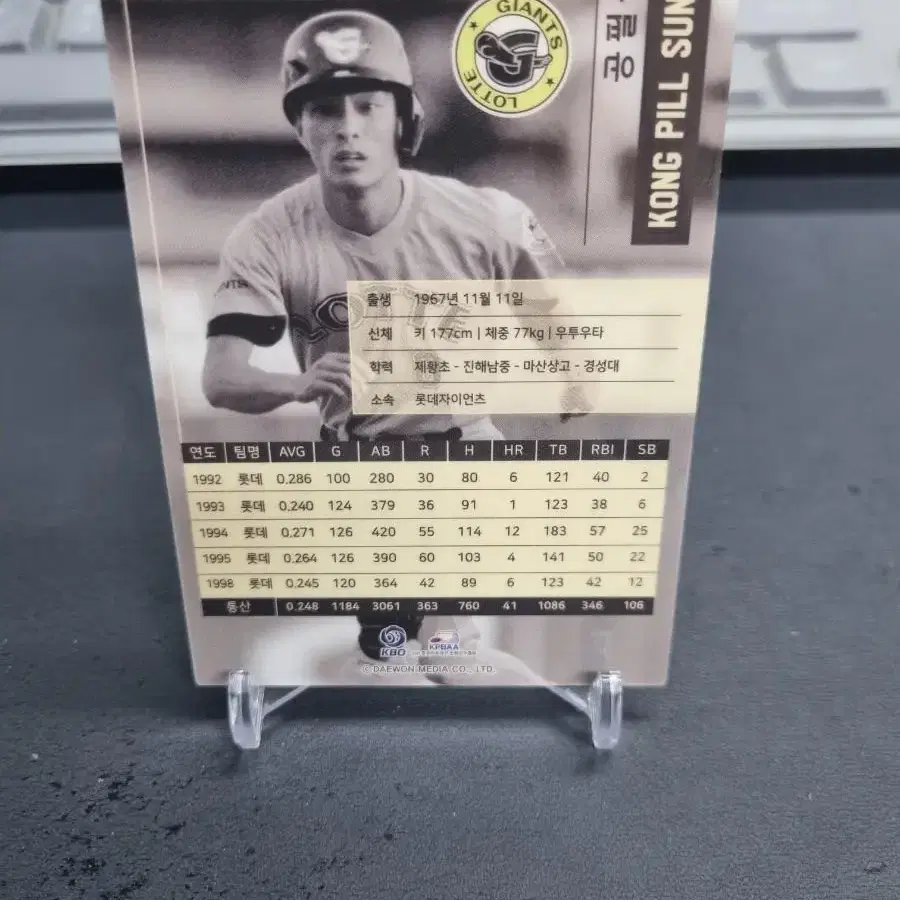 GIANTS
LOTTE
공필
KONG PILL SUN
출생 1967년 11월 11일
신체 키 177cm | 체중 77kg | 우투우타
학력 제황초 - 진해남중 - 마산상고 - 경성대
소속 롯데자이언츠
연도 팀명 AVG G AB R H HR TB RBI SB
1992 롯데 0.286 100 280 30 80 6 121 40 2
1993 롯데 0.240 124 379 36 91 1 123 38 6
1994 롯데 0.271 126 420 55 114 12 183 57 25
1995 롯데 0.264 126 390 60 103 4 141 50 22
1998 롯데 0.245 120 364 42 89 6 123 42 12
통산 0.248 1184 3061 363 760 41 1086 346 106
KBO KPBAA
© DAEWON MEDIA CO., LTD.